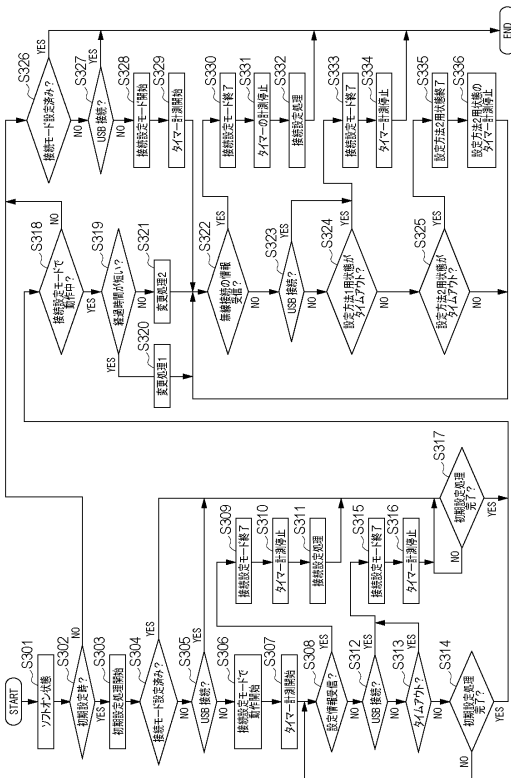 START
S301
ソフトオン状態
S302
初期設定時?
NO
YES
S303
初期設定処理開始
S304
接続モード設定済み?
YES
NO
S305
USB接続?
YES
NO
S306
接続設定モードで
動作開始
S307
タイマー計測開始
S308
設定情報受信?
YES
NO
S309
接続設定モード終了
S310
タイマー計測停止
S311
接続設定処理
S312
USB接続?
YES
NO
S313
タイムアウト?
YES
NO
S314
初期設定処理
完了?
NO
YES
S315
接続設定モード終了
S316
タイマー計測停止
S317
初期設定処理
完了?
NO
YES
S318
接続設定モードで
動作中?
NO
YES
S319
経過時間が短い?
YES
NO
S320
変更処理1
S321
変更処理2
S322
無線接続の情報
受信?
YES
NO
S323
USB接続?
YES
NO
S324
設定方法1用状態が
タイムアウト?
YES
NO
S325
設定方法2用状態が
タイムアウト?
YES
NO
S326
接続モード設定済み?
YES
NO
S327
USB接続?
YES
NO
S328
接続設定モード開始
S329
タイマー計測開始
S330
接続設定モード終了
S331
タイマーの計測停止
S332
接続設定処理
S333
接続設定モード終了
S334
タイマー計測停止
S335
設定方法2用状態終了
S336
設定方法2用状態の
タイマー計測停止
END